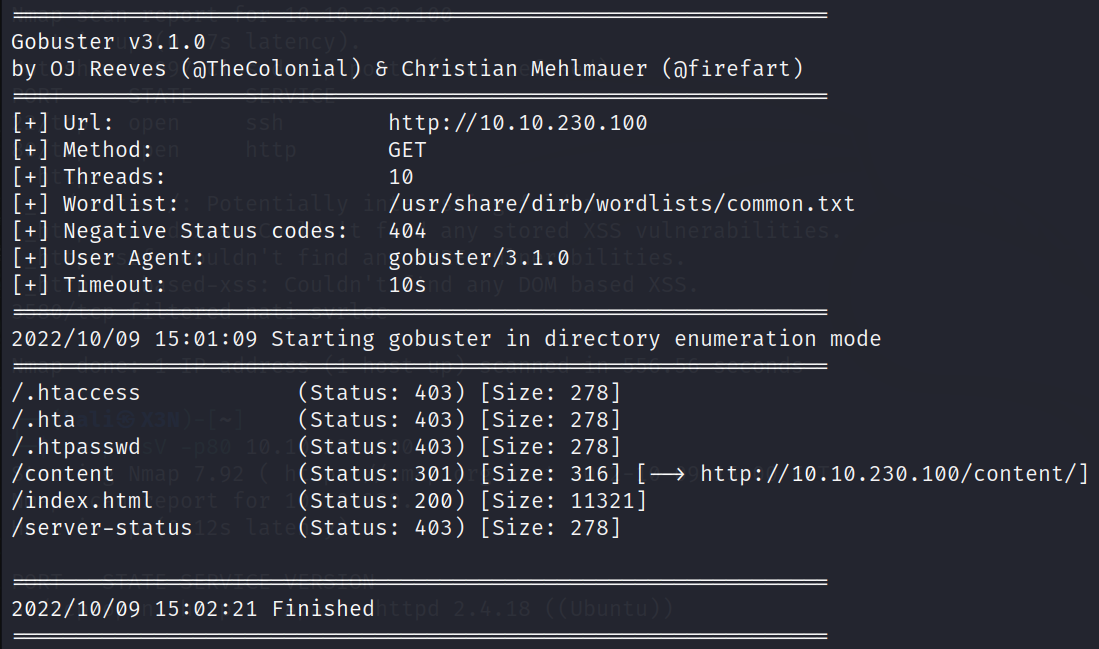 Gobuster v3.1.0
by OJ Reeves (@TheColonial) & Christian Mehlmauer (@firefart)
[+] Url: http://10.10.230.100
[+] Method: GET
[+] Threads: 10
[+] Wordlist: /usr/share/dirb/wordlists/common.txt
[+] Negative Status codes: 404
[+] User Agent: gobuster/3.1.0
[+] Timeout: 10s
2022/10/09 15:01:09 Starting gobuster in directory enumeration mode
/.htaccess (Status: 403) [Size: 278]
/.hta (Status: 403) [Size: 278]
/.htpasswd (Status: 403) [Size: 278]
/content (Status: 301) [Size: 316] [--> http://10.10.230.100/content/]
/index.html (Status: 200) [Size: 11321]
/server-status (Status: 403) [Size: 278]
2022/10/09 15:02:21 Finished